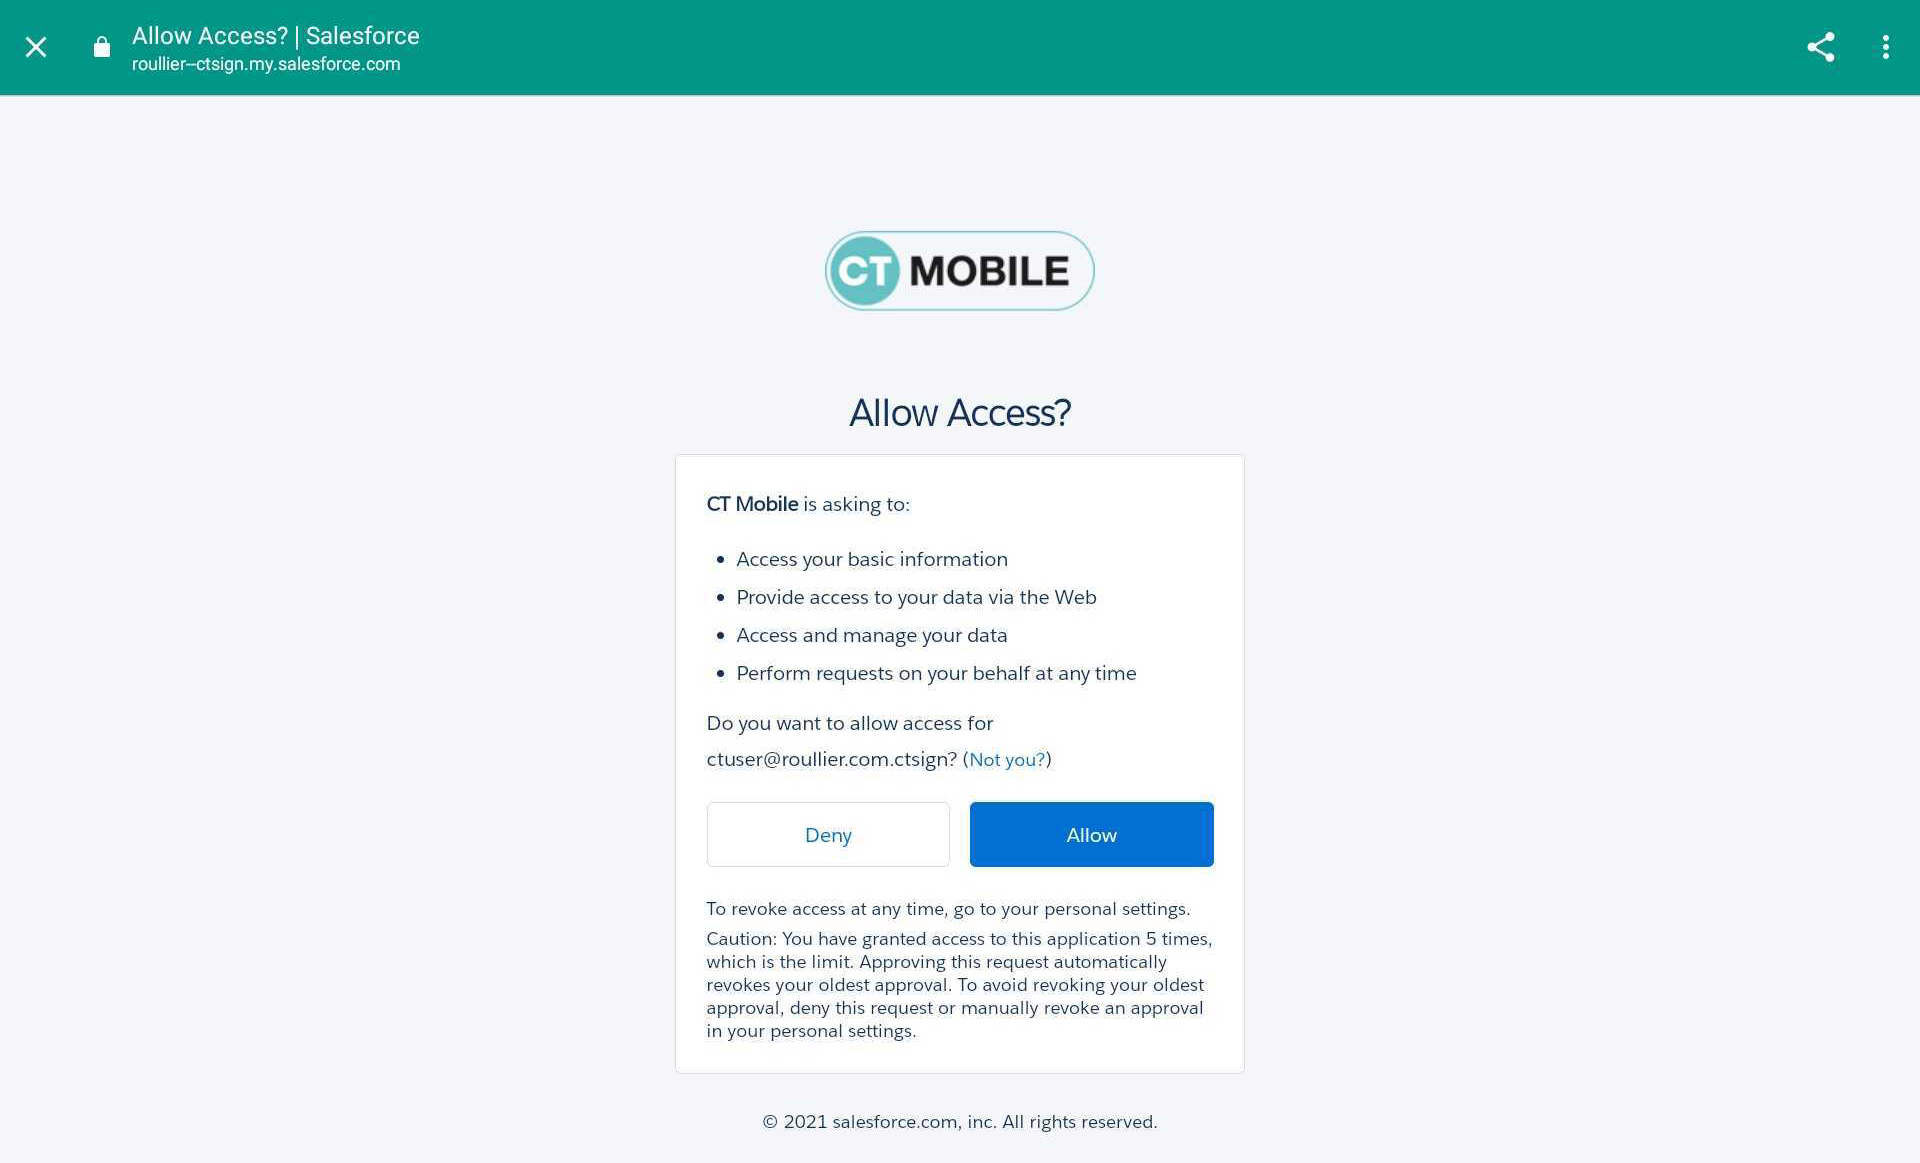 Allow Access? | Salesforce
roullier--ctsign.my.salesforce.com
CT MOBILE
Allow Access?
CT Mobile is asking to:
• Access your basic information
• Provide access to your data via the Web
• Access and manage your data
• Perform requests on your behalf at any time
Do you want to allow access for
ctuser@roullier.com.ctsign? (Not you?)
Deny
Allow
To revoke access at any time, go to your personal settings.
Caution: You have granted access to this application 5 times,
which is the limit. Approving this request automatically
revokes your oldest approval. To avoid revoking your oldest
approval, deny this request or manually revoke an approval
in your personal settings.
© 2021 salesforce.com, inc. All rights reserved.